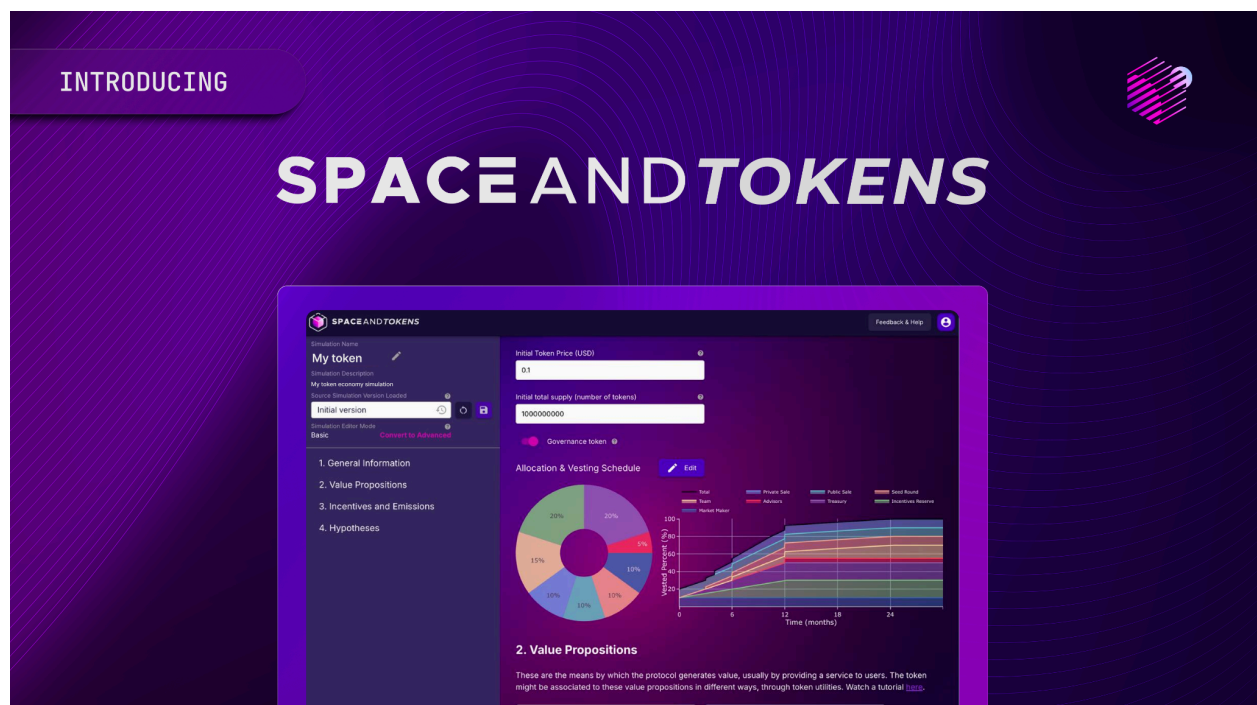 INTRODUCING
SPACEANDTOKENS
SPACEANDTOKENS
Feedback & Help
Simulation Name
My token
Simulation Description
My token economy simulation
Source Simulation Version Loaded
Initial version
Simulation Editor Mode
Basic
Convert to Advanced
1. General Information
2. Value Propositions
3. Incentives and Emissions
4. Hypotheses
Initial Token Price (USD)
0.1
Initial total supply (number of tokens)
1000000000
Governance token
Allocation & Vesting Schedule
Edit
20%
20%
5%
10%
10%
10%
10%
15%
Total
Private Sale
Public Sale
Seed Round
Team
Advisors
Treasury
Incentives Reserve
Market Maker
Vested Percent (%)
100
80
60
40
20
0
6
12
18
24
Time (months)
2. Value Propositions
These are the means by which the protocol generates value, usually by providing a service to users. The token
might be associated to these value propositions in different ways, through token utilities. Watch a tutorial here.